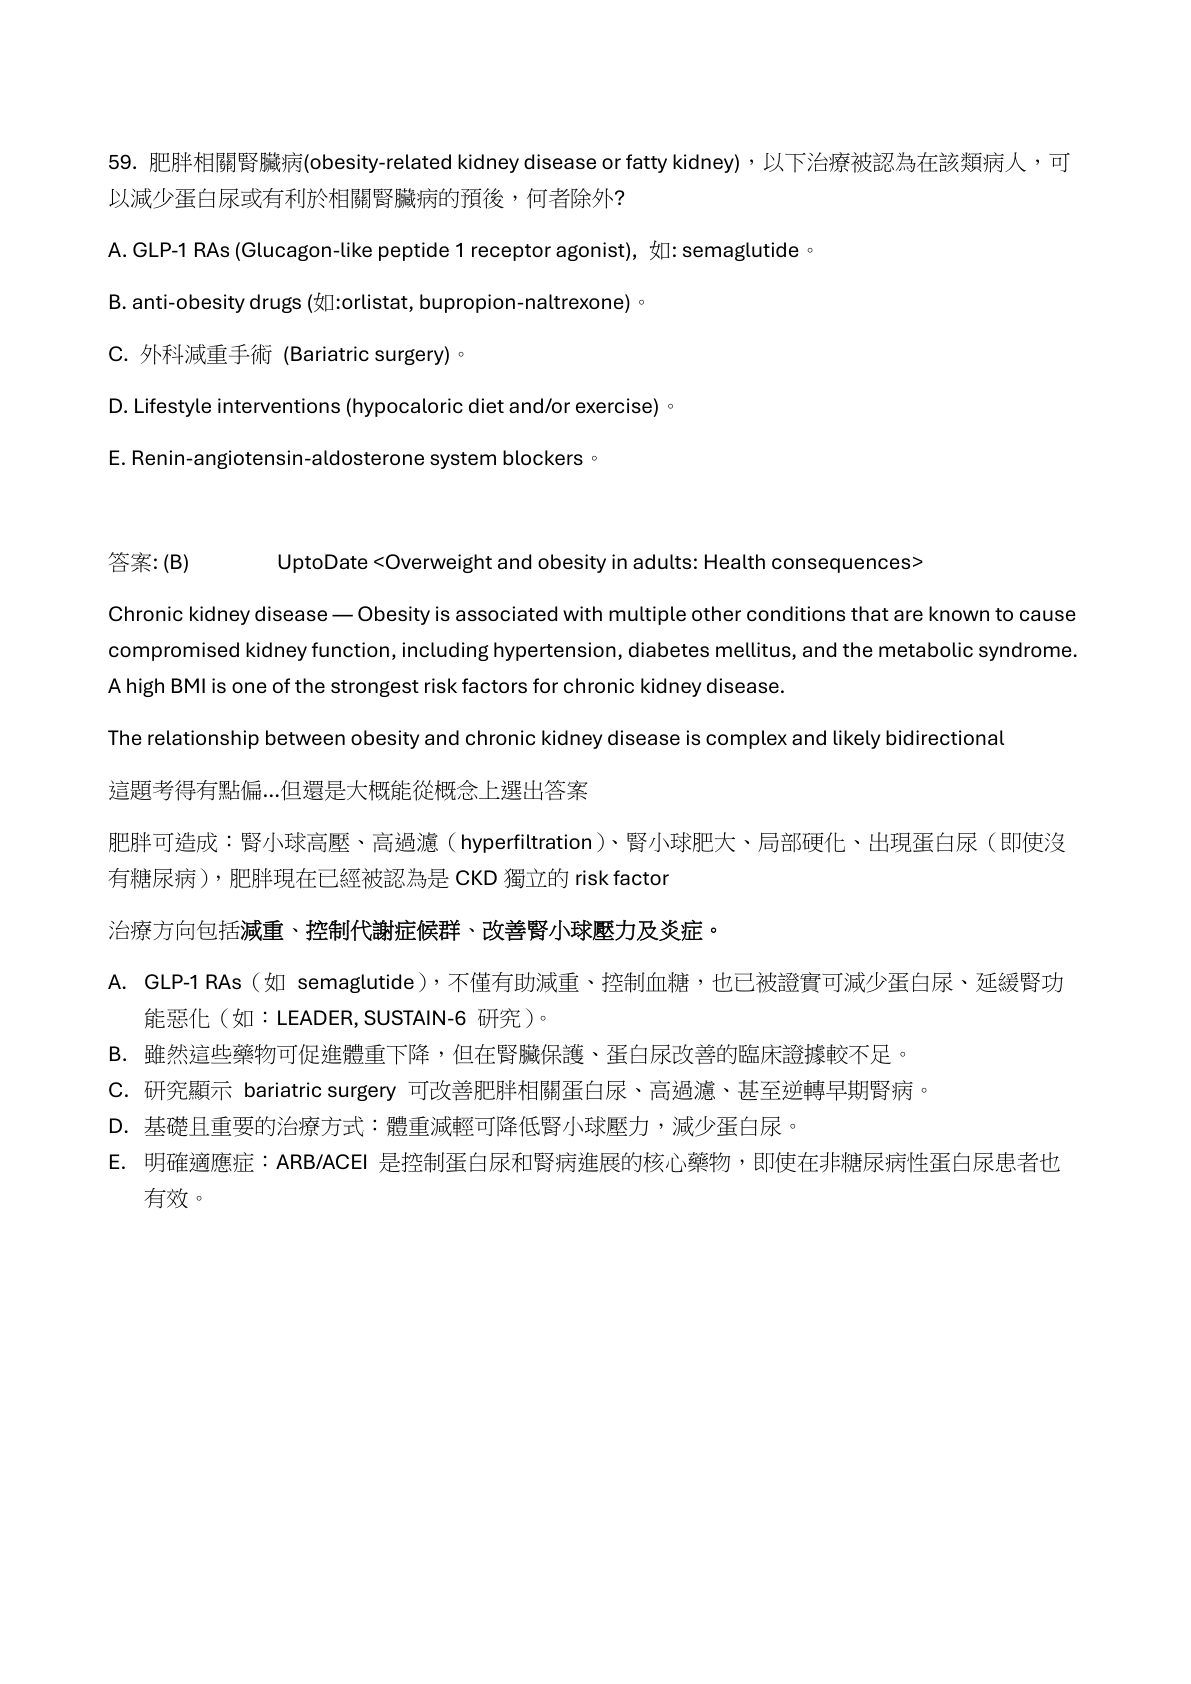 59. 肥胖相關腎臟病(obesity-related kidney disease or fatty kidney)，以下治療被認為在該類病人，可
以減少蛋白尿或有利於相關腎臟病的預後，何者除外?
A. GLP-1 RAs (Glucagon-like peptide 1 receptor agonist), 如: semaglutide。
B. anti-obesity drugs (如:orlistat, bupropion-naltrexone)。
C. 外科減重手術 (Bariatric surgery)。
D. Lifestyle interventions (hypocaloric diet and/or exercise)。
E. Renin-angiotensin-aldosterone system blockers。
答案: (B) UptoDate <Overweight and obesity in adults: Health consequences>
Chronic kidney disease — Obesity is associated with multiple other conditions that are known to cause
compromised kidney function, including hypertension, diabetes mellitus, and the metabolic syndrome.
A high BMI is one of the strongest risk factors for chronic kidney disease.
The relationship between obesity and chronic kidney disease is complex and likely bidirectional
這題考得有點偏...但還是大概能從概念上選出答案
肥胖可造成：腎小球高壓、高過濾（hyperfiltration）、腎小球肥大、局部硬化、出現蛋白尿（即使沒
有糖尿病），肥胖現在已經被認為是 CKD 獨立的 risk factor
治療方向包括減重、控制代謝症候群、改善腎小球壓力及炎症。
A. GLP-1 RAs（如 semaglutide），不僅有助減重、控制血糖，也已被證實可減少蛋白尿、延緩腎功
能惡化（如：LEADER, SUSTAIN-6 研究）。
B. 雖然這些藥物可促進體重下降，但在腎臟保護、蛋白尿改善的臨床證據較不足。
C. 研究顯示 bariatric surgery 可改善肥胖相關蛋白尿、高過濾、甚至逆轉早期腎病。
D. 基礎且重要的治療方式：體重減輕可降低腎小球壓力，減少蛋白尿。
E. 明確適應症：ARB/ACEI 是控制蛋白尿和腎病進展的核心藥物，即使在非糖尿病性蛋白尿患者也
有效。